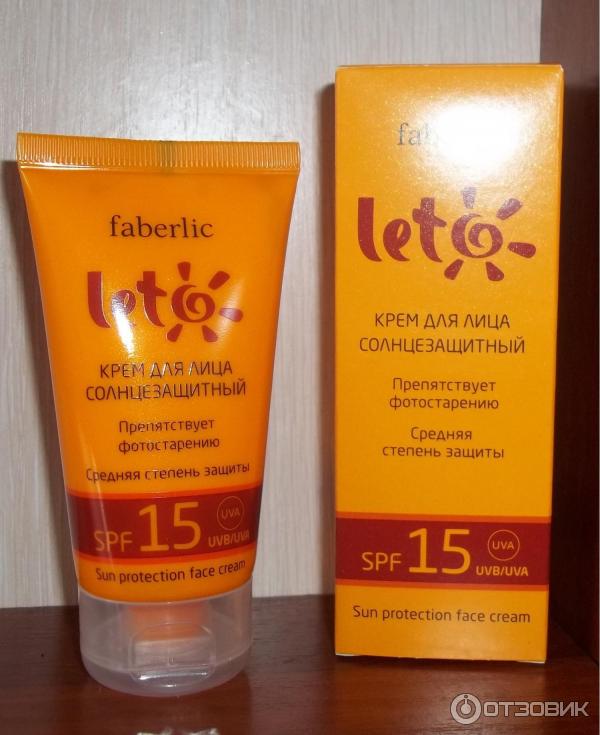 faberlic
leto
КРЕМ ДЛЯ ЛИЦА
СОЛНЦЕЗАЩИТНЫЙ
Препятствует
фотостарению
Средняя степень защиты
SPF 15 UVA
UVB/UVA
Sun protection face cream
faberlic
leto
КРЕМ ДЛЯ ЛИЦА
СОЛНЦЕЗАЩИТНЫЙ
Препятствует
фотостарению
Средняя
степень защиты
SPF 15 UVA
UVB/UVA
Sun protection face cream
ОТЗОВИК